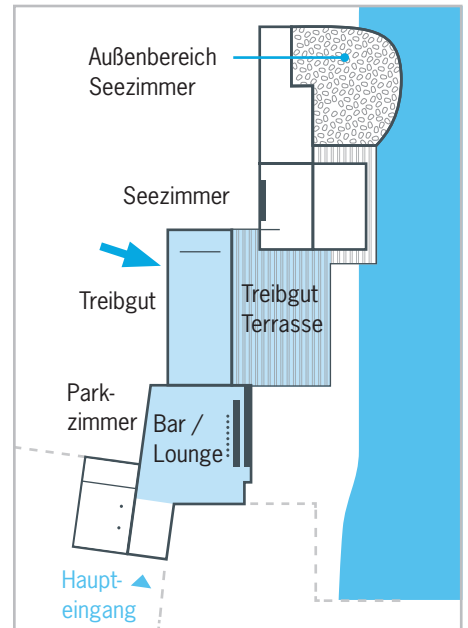 Außenbereich
Seezimmer
Seezimmer
Treibgut
Treibgut
Terrasse
Park-
zimmer
Bar /
Lounge
Haupt-
eingang